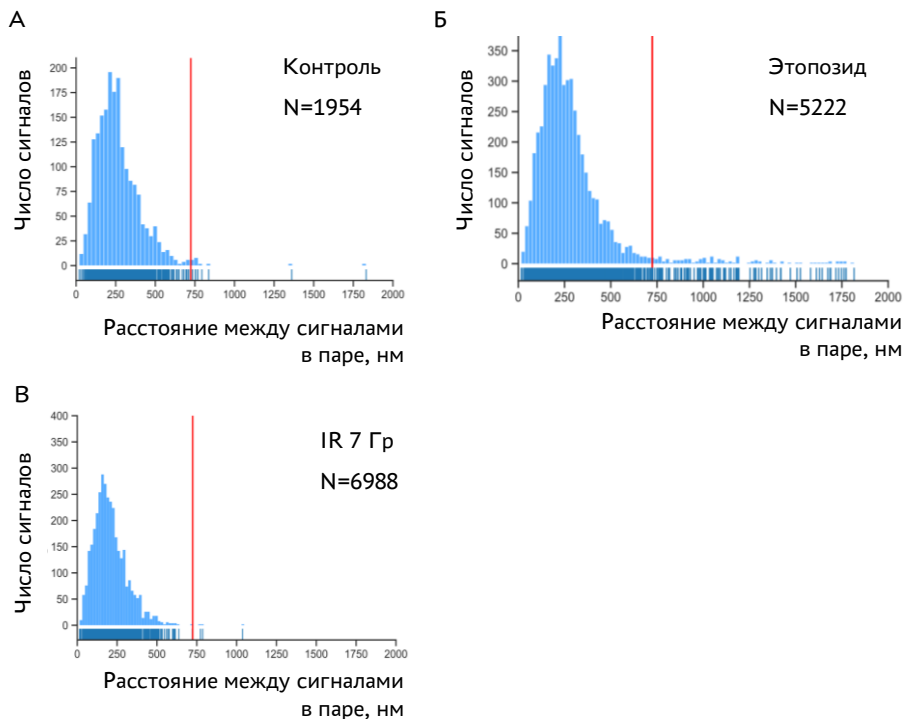 А
Контроль
N=1954
Число сигналов
200
175
150
125
100
75
50
25
0
0 250 500 750 1000 1250 1500 1750 2000
Расстояние между сигналами
в паре, нм
Б
Этопозид
N=5222
Число сигналов
350
300
250
200
150
100
50
0
0 250 500 750 1000 1250 1500 1750 2000
Расстояние между сигналами
в паре, нм
В
IR 7 Гр
N=6988
Число сигналов
400
350
300
250
200
150
100
50
0
0 250 500 750 1000 1250 1500 1750 2000
Расстояние между сигналами
в паре, нм